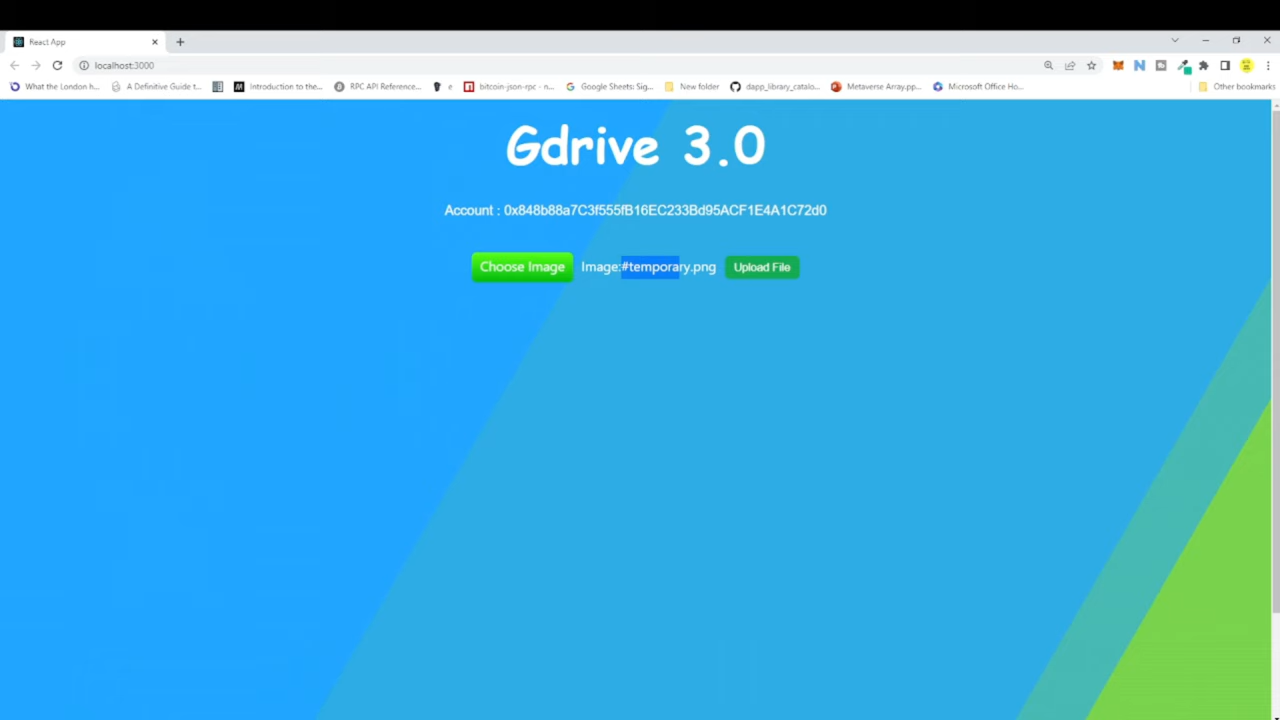 React App
localhost:3000
What the London h...
A Definitive Guide t...
Introduction to the...
RPC API Reference...
e
bitcoin-json-rpc - n...
Google Sheets: Sig...
New folder
dapp_library_catalo...
Metaverse Array.pp...
Microsoft Office Ho...
Other bookmarks
Gdrive 3.0
Account : 0x848b88a7C3f555fB16EC233Bd95ACF1E4A1C72d0
Choose Image
Image:#temporary.png
Upload File